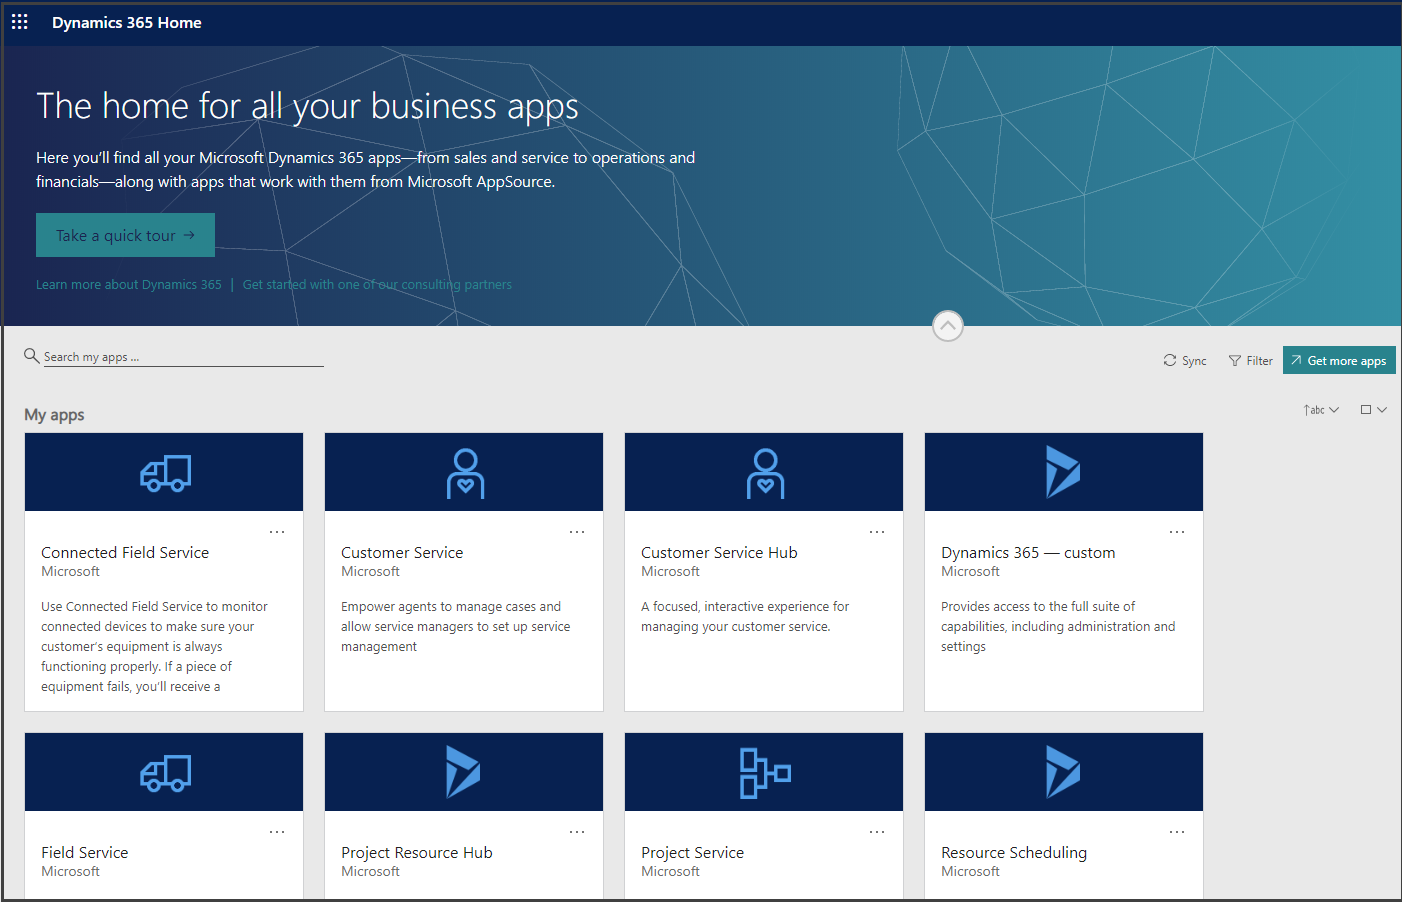 Dynamics 365 Home
The home for all your business apps
Here you’ll find all your Microsoft Dynamics 365 apps—from sales and service to operations and
financials—along with apps that work with them from Microsoft AppSource.
Take a quick tour →
Learn more about Dynamics 365 | Get started with one of our consulting partners
Search my apps ...
Sync
Filter
Get more apps
My apps
↑abc
Connected Field Service
Microsoft
Use Connected Field Service to monitor
connected devices to make sure your
customer’s equipment is always
functioning properly. If a piece of
equipment fails, you’ll receive a
Customer Service
Microsoft
Empower agents to manage cases and
allow service managers to set up service
management
Customer Service Hub
Microsoft
A focused, interactive experience for
managing your customer service.
Dynamics 365 — custom
Microsoft
Provides access to the full suite of
capabilities, including administration and
settings
Field Service
Microsoft
Project Resource Hub
Microsoft
Project Service
Microsoft
Resource Scheduling
Microsoft